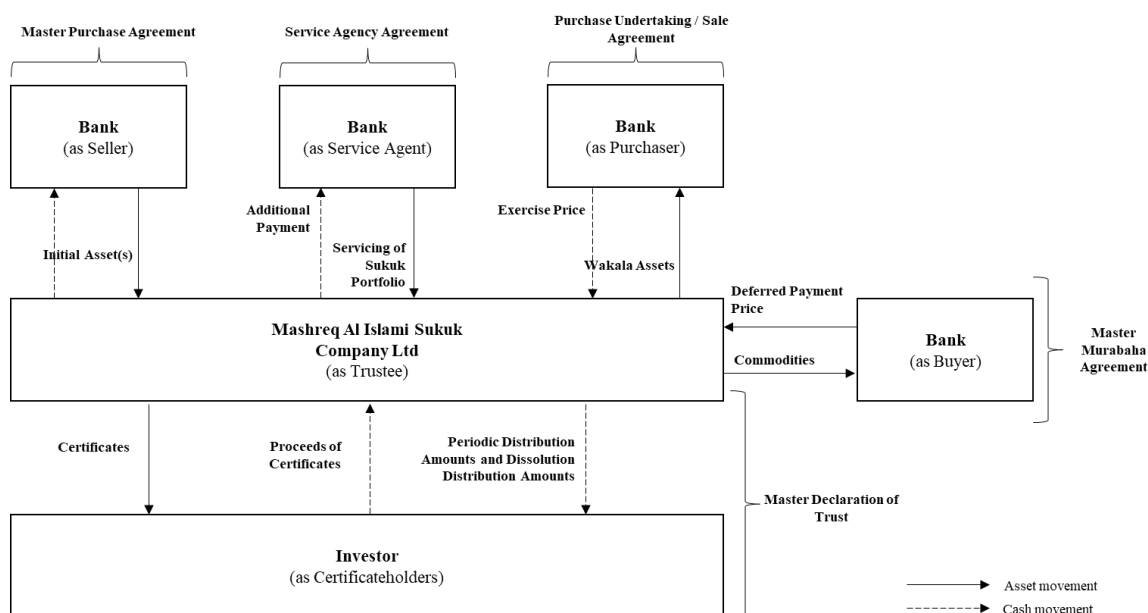 Master Purchase Agreement
Service Agency Agreement
Purchase Undertaking / Sale
Agreement
Bank
(as Seller)
Bank
(as Service Agent)
Bank
(as Purchaser)
Initial Asset(s)
Additional
Payment
Servicing of
Sukuk
Portfolio
Exercise Price
Wakala Assets
Mashreq Al Islami Sukuk
Company Ltd
(as Trustee)
Deferred Payment
Price
Commodities
Bank
(as Buyer)
Master
Murabaha
Agreement
Certificates
Proceeds of
Certificates
Periodic Distribution
Amounts and Dissolution
Distribution Amounts
Master Declaration of
Trust
Investor
(as Certificateholders)
Asset movement
Cash movement